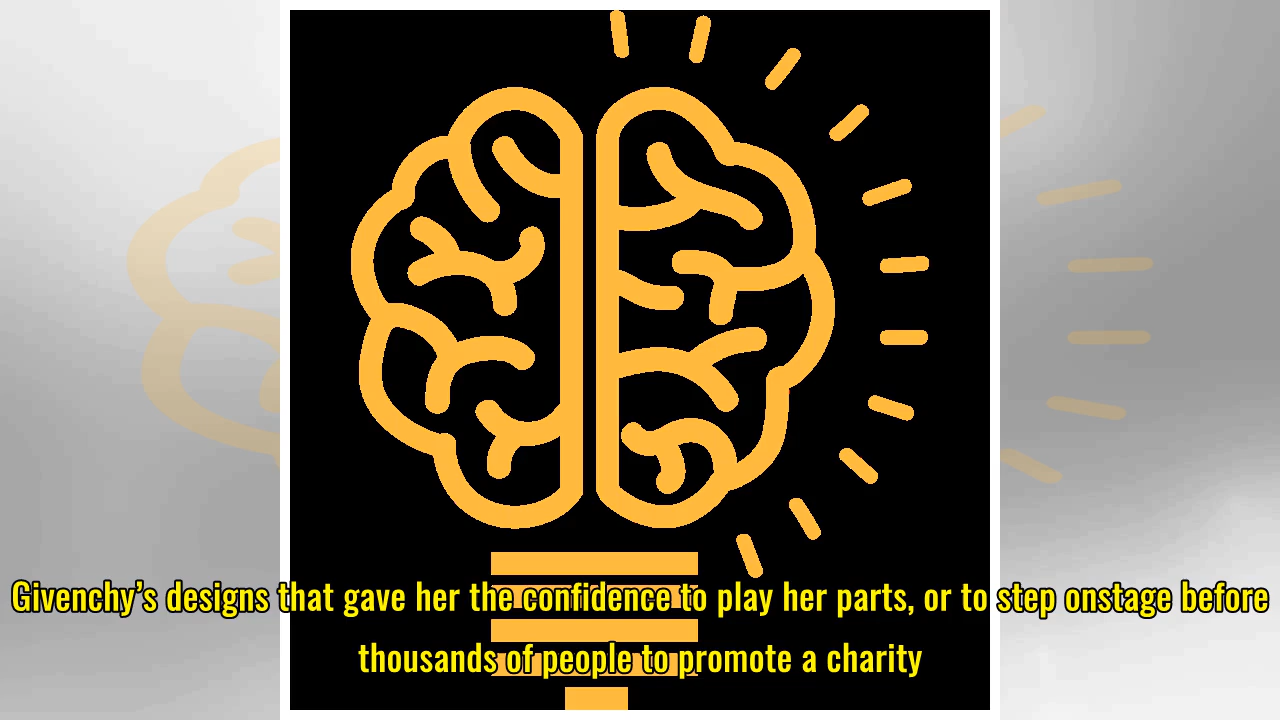 Givenchy’s designs that gave her the confidence to play her parts, or to step onstage before
thousands of people to promote a charity